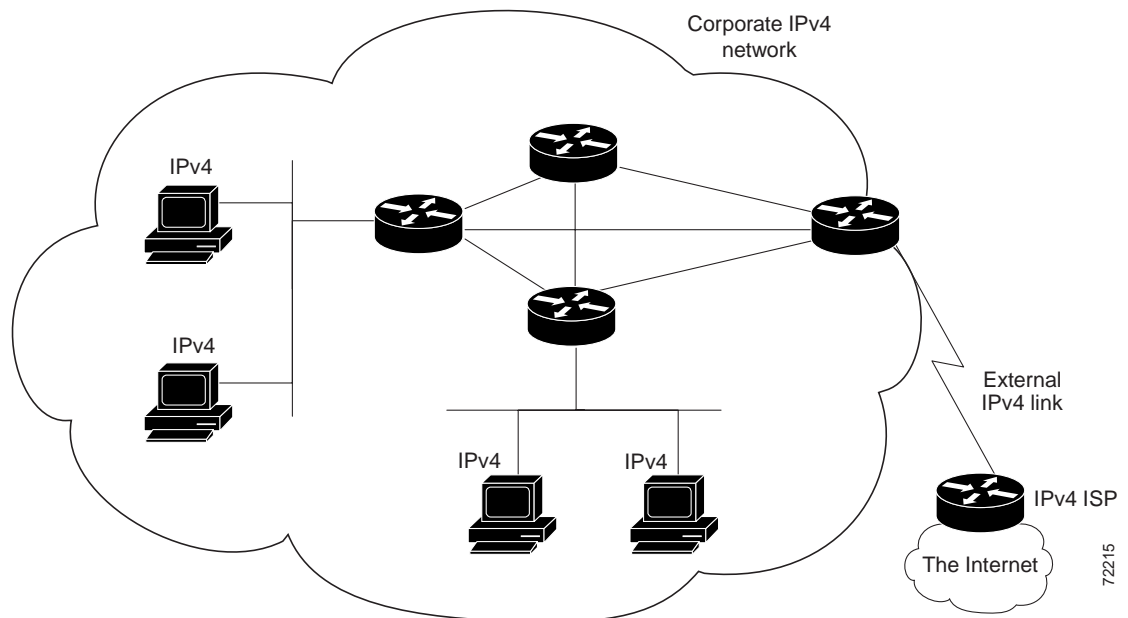 Corporate IPv4
network
IPv4
IPv4
IPv4
IPv4
External
IPv4 link
IPv4 ISP
The Internet
72215